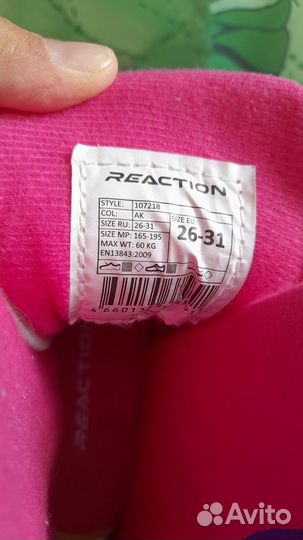 REACTION
STYLE: 107218
COL: AK
SIZE RU: 26-31
SIZE MP: 165-195
MAX WT: 60 KG
EN13843:2009
SIZE EU:
26-31
REACTION
Avito